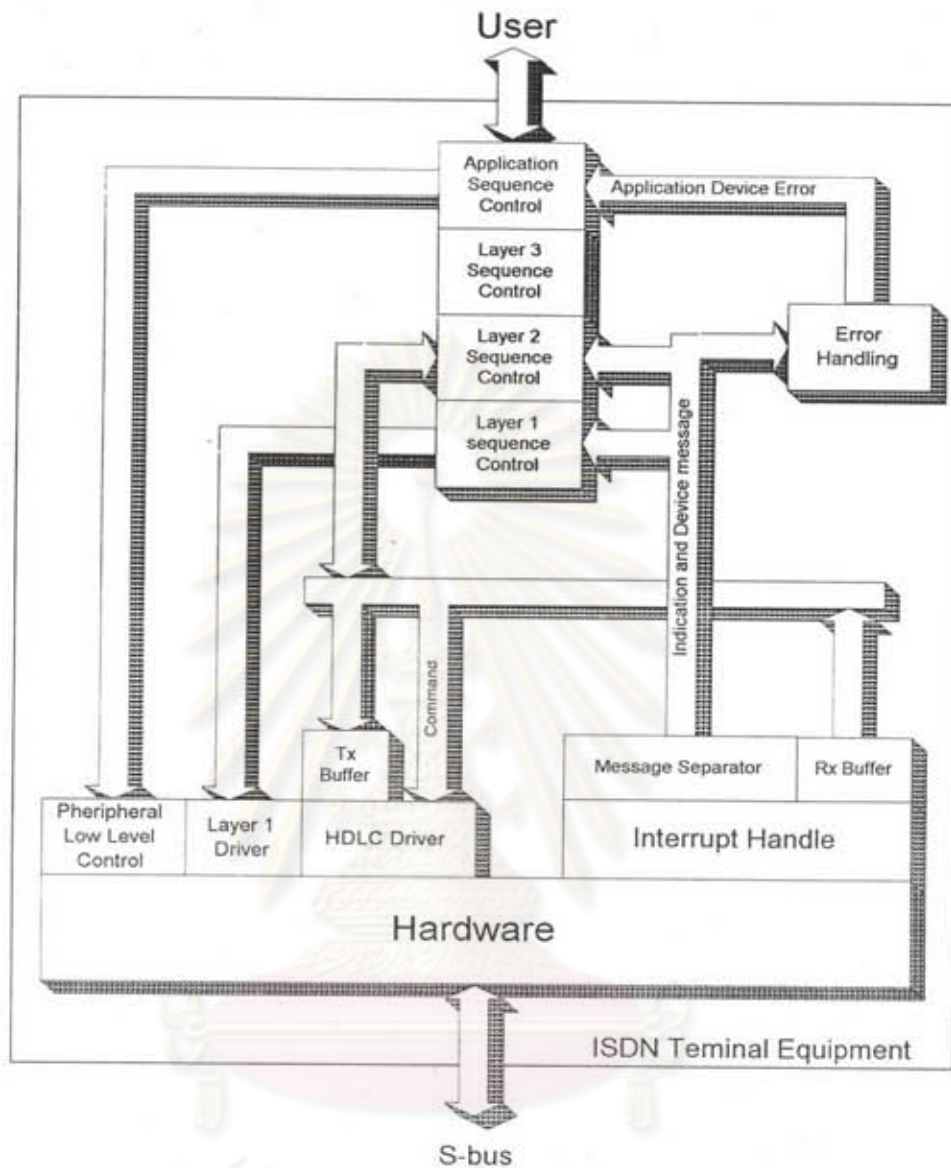 User
Application
Sequence
Control
Application Device Error
Layer 3
Sequence
Control
Layer 2
Sequence
Control
Error
Handling
Layer 1
sequence
Control
Indication and Device message
Command
Tx
Buffer
Message Separator
Rx Buffer
Pheripheral
Low Level
Control
Layer 1
Driver
HDLC Driver
Interrupt Handle
Hardware
ISDN Teminal Equipment
S-bus